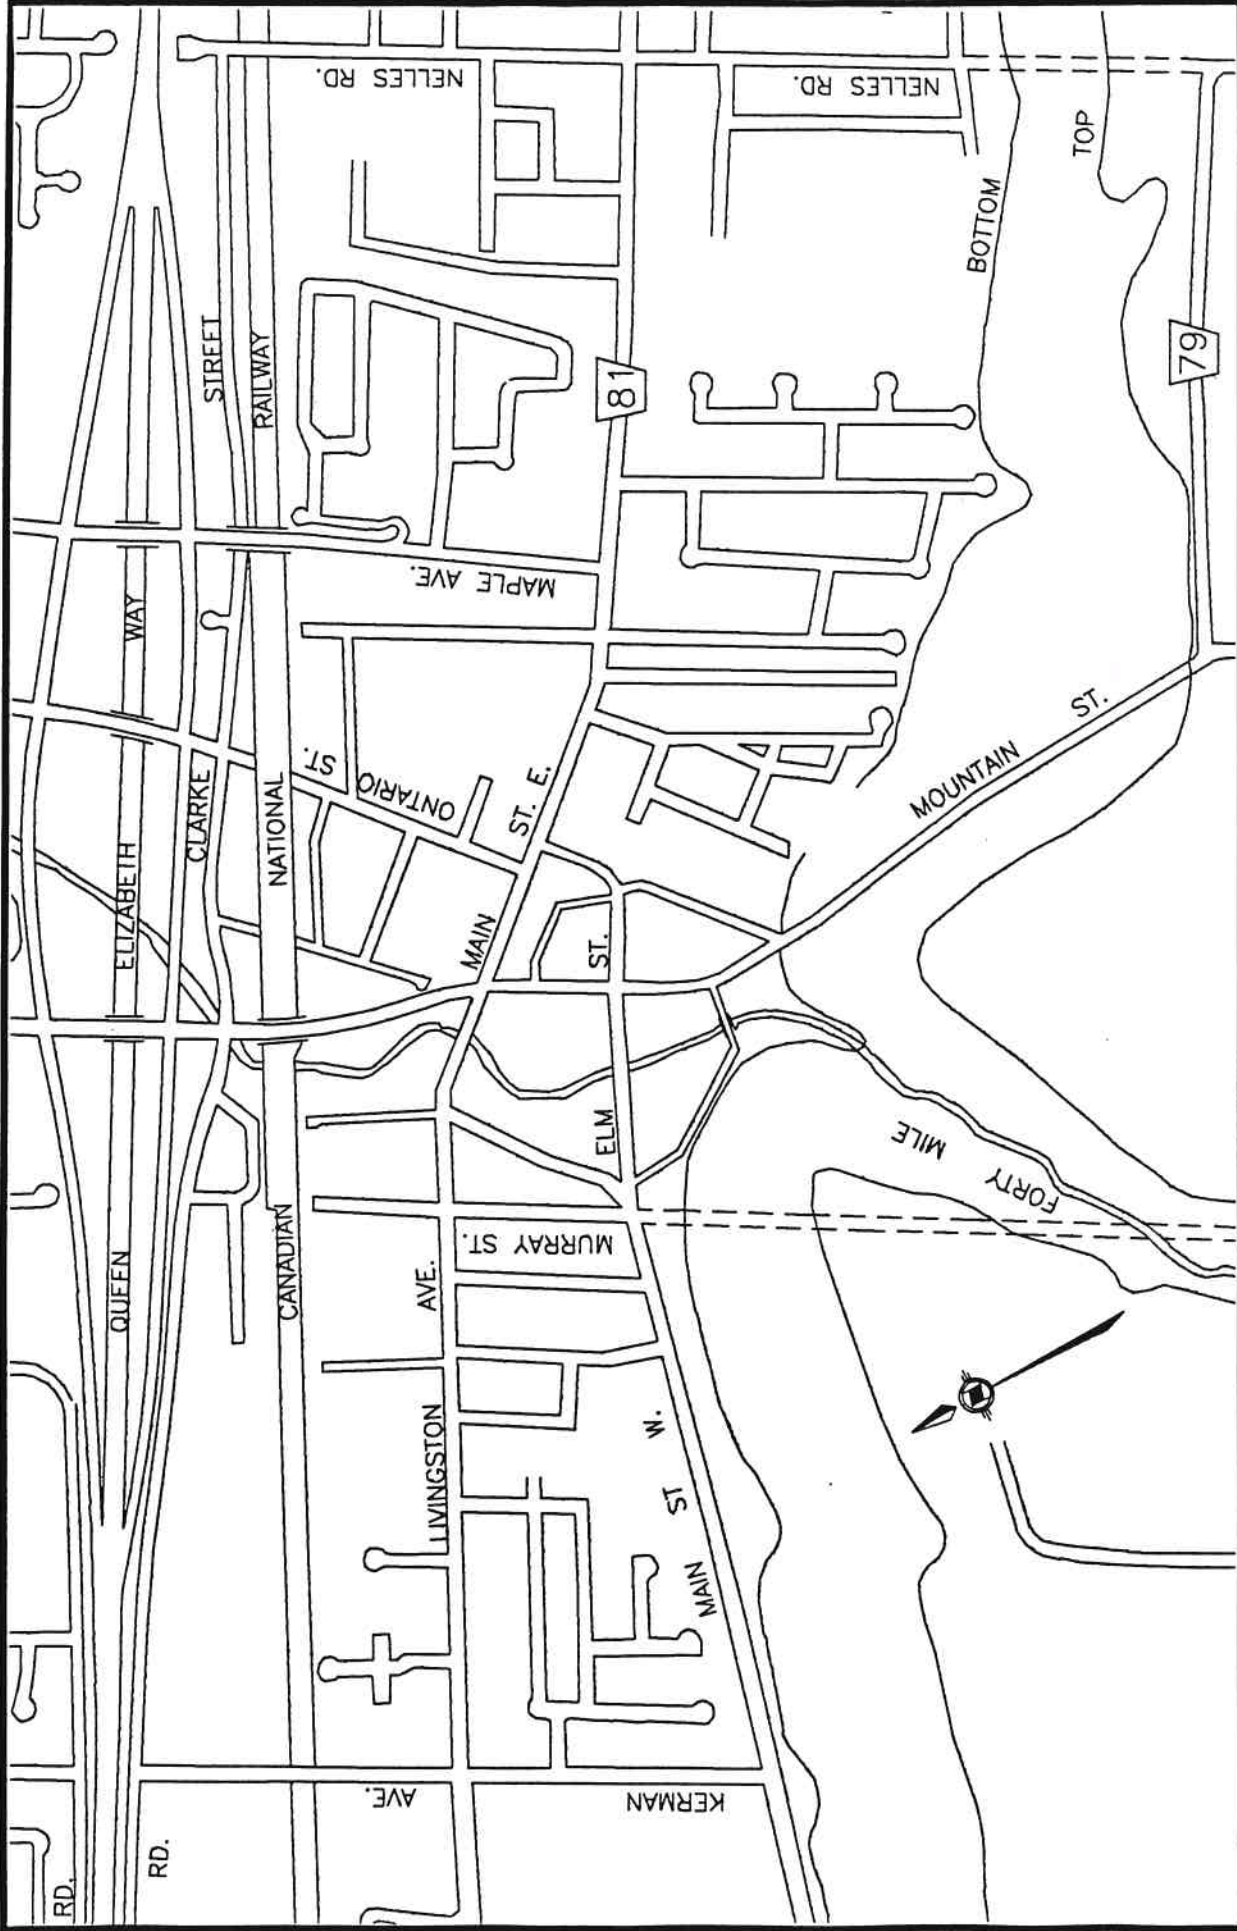 NELLES RD.
NELLES RD.
TOP
BOTTOM
STREET
RAILWAY
81
79
MAPLE AVE.
WAY
ST.
ONTARIO
ST. E.
ST.
MOUNTAIN
CLARKE
NATIONAL
ELIZABETH
MAIN
ST.
ELM
MILE
FORTY
CANADIAN
MURRAY ST.
AVE.
QUEEN
LIVINGSTON
W.
ST
MAIN
AVE.
KERMAN
RD.
RD.